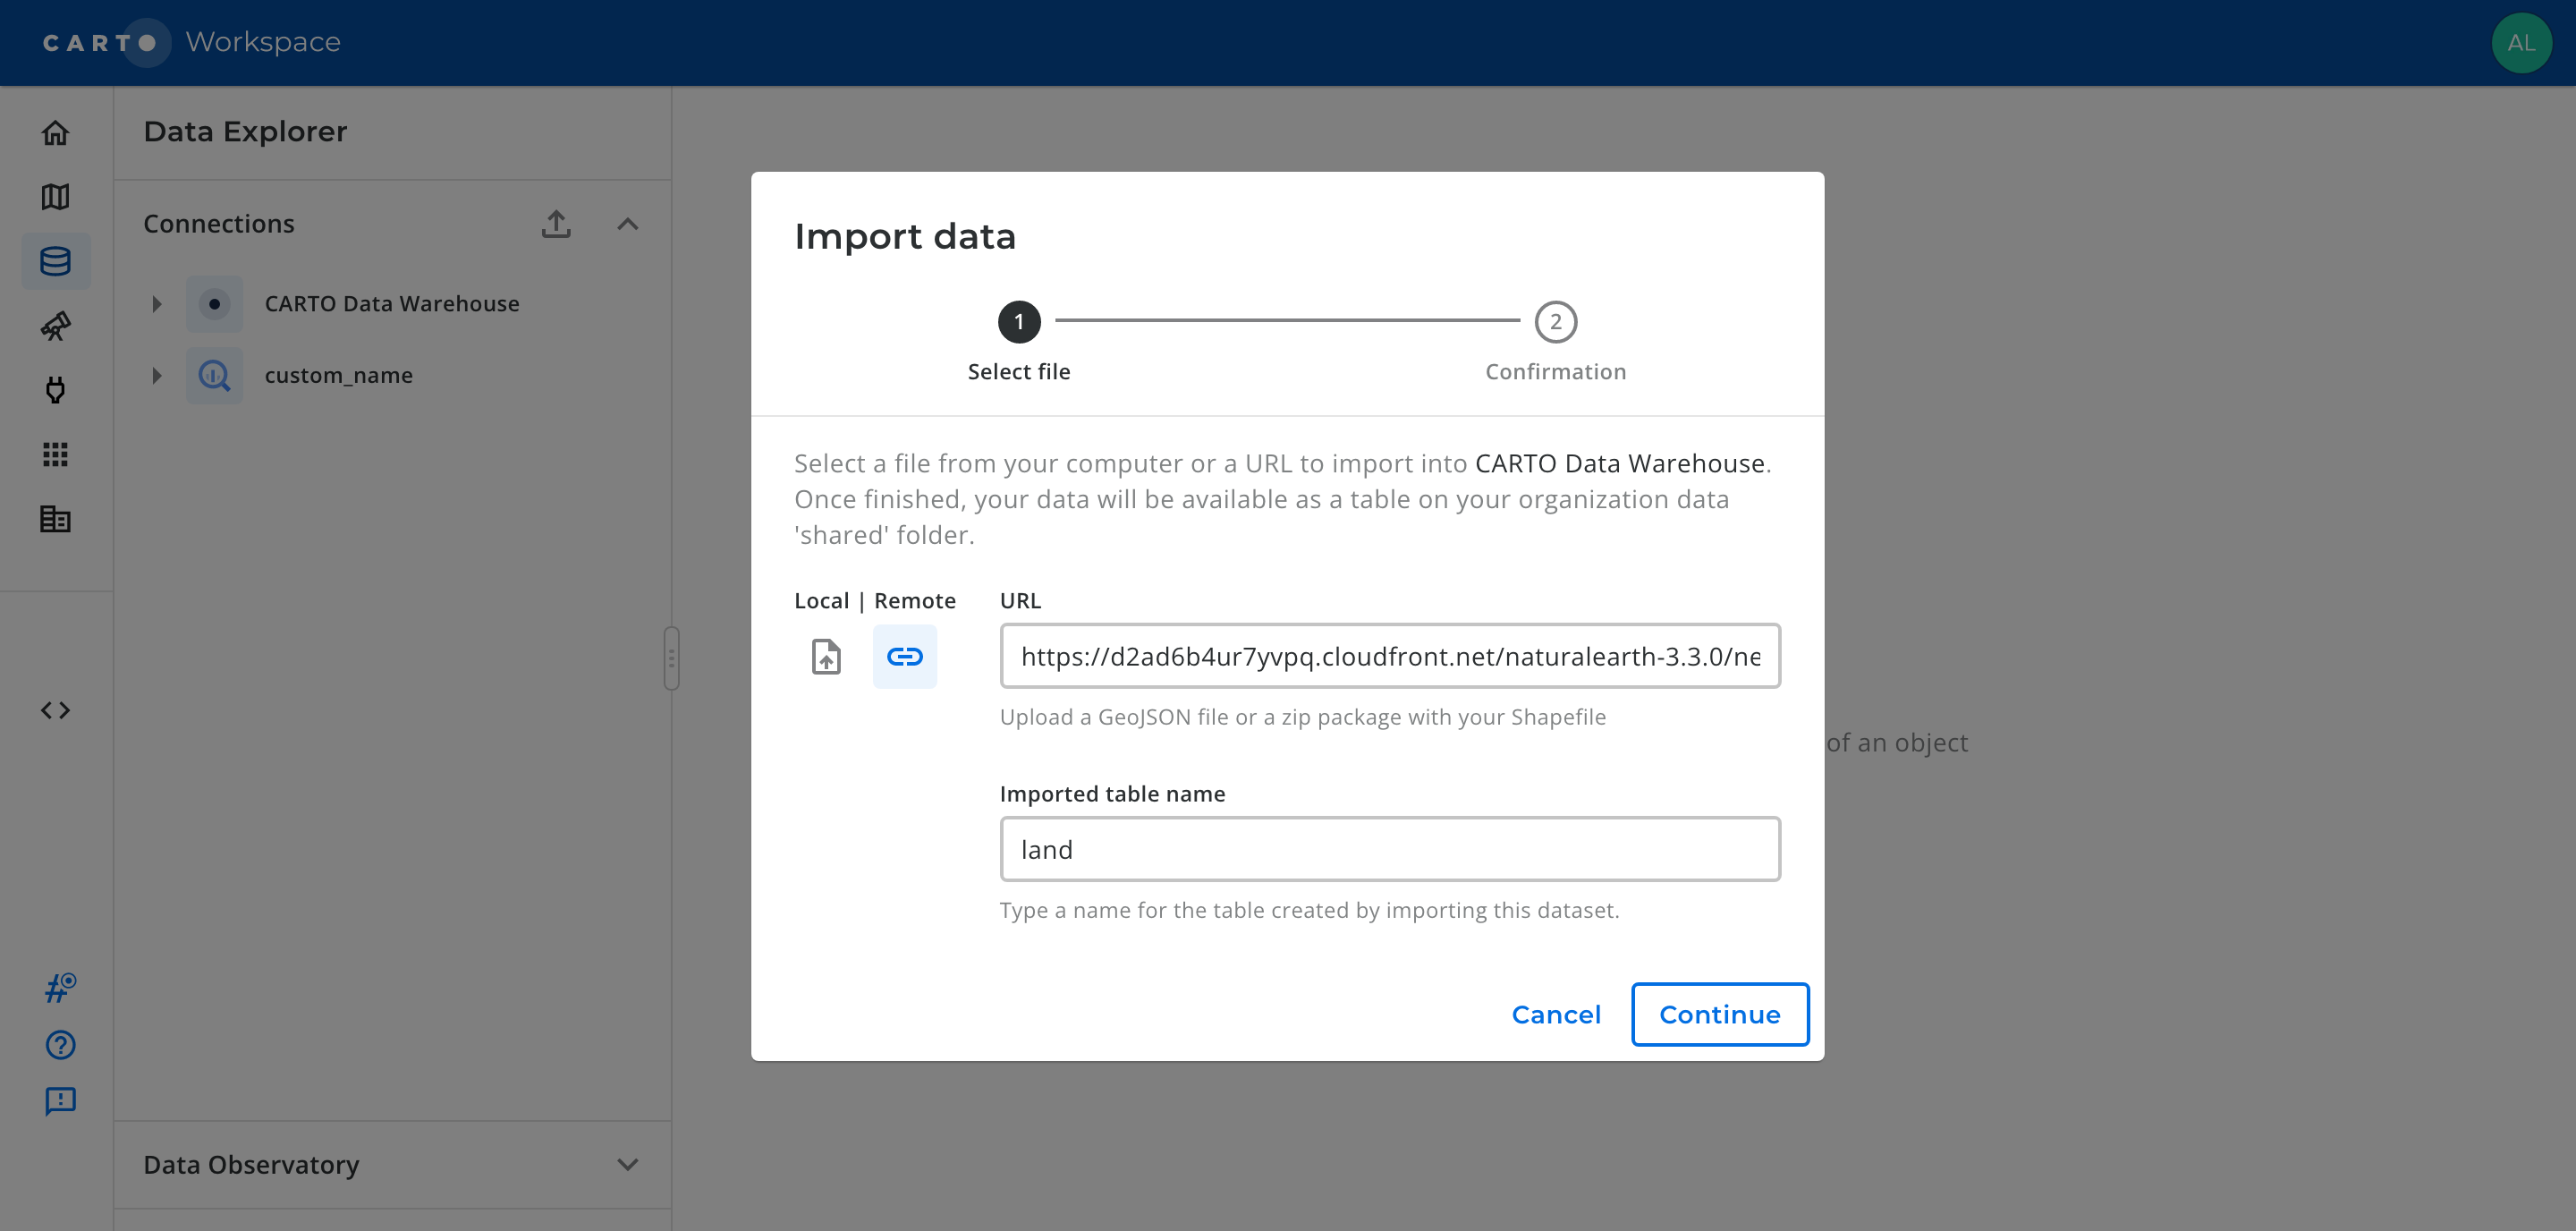 CARTO Workspace
AL
Data Explorer
Connections
CARTO Data Warehouse
custom_name
Data Observatory
Import data
1
2
Select file
Confirmation
Select a file from your computer or a URL to import into CARTO Data Warehouse.
Once finished, your data will be available as a table on your organization data
'shared' folder.
Local | Remote
URL
https://d2ad6b4ur7yvpq.cloudfront.net/naturalearth-3.3.0/ne
Upload a GeoJSON file or a zip package with your Shapefile
of an object
Imported table name
land
Type a name for the table created by importing this dataset.
Cancel
Continue